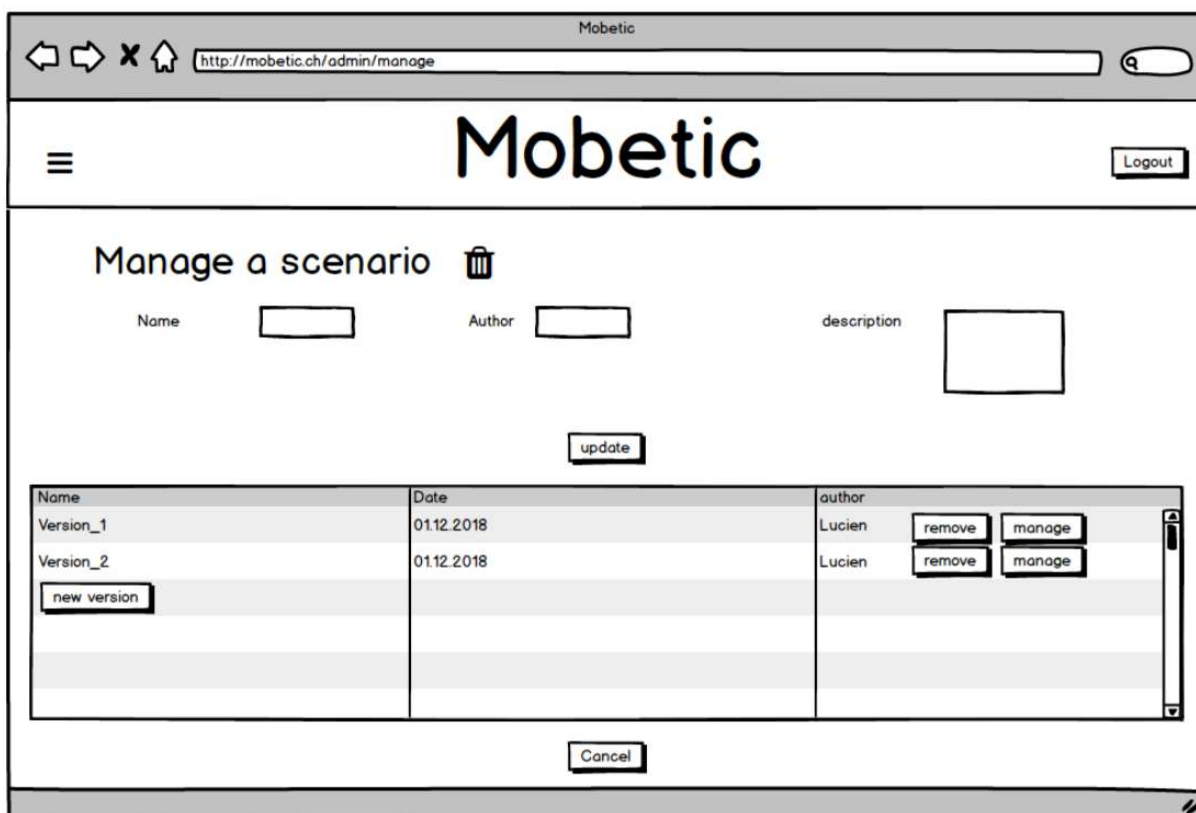 Mobetic
http://mobetic.ch/admin/manage
Mobetic
Logout
Manage a scenario
Name Author description
update
Name Date author
Version_1 01.12.2018 Lucien remove manage
Version_2 01.12.2018 Lucien remove manage
new version
Cancel